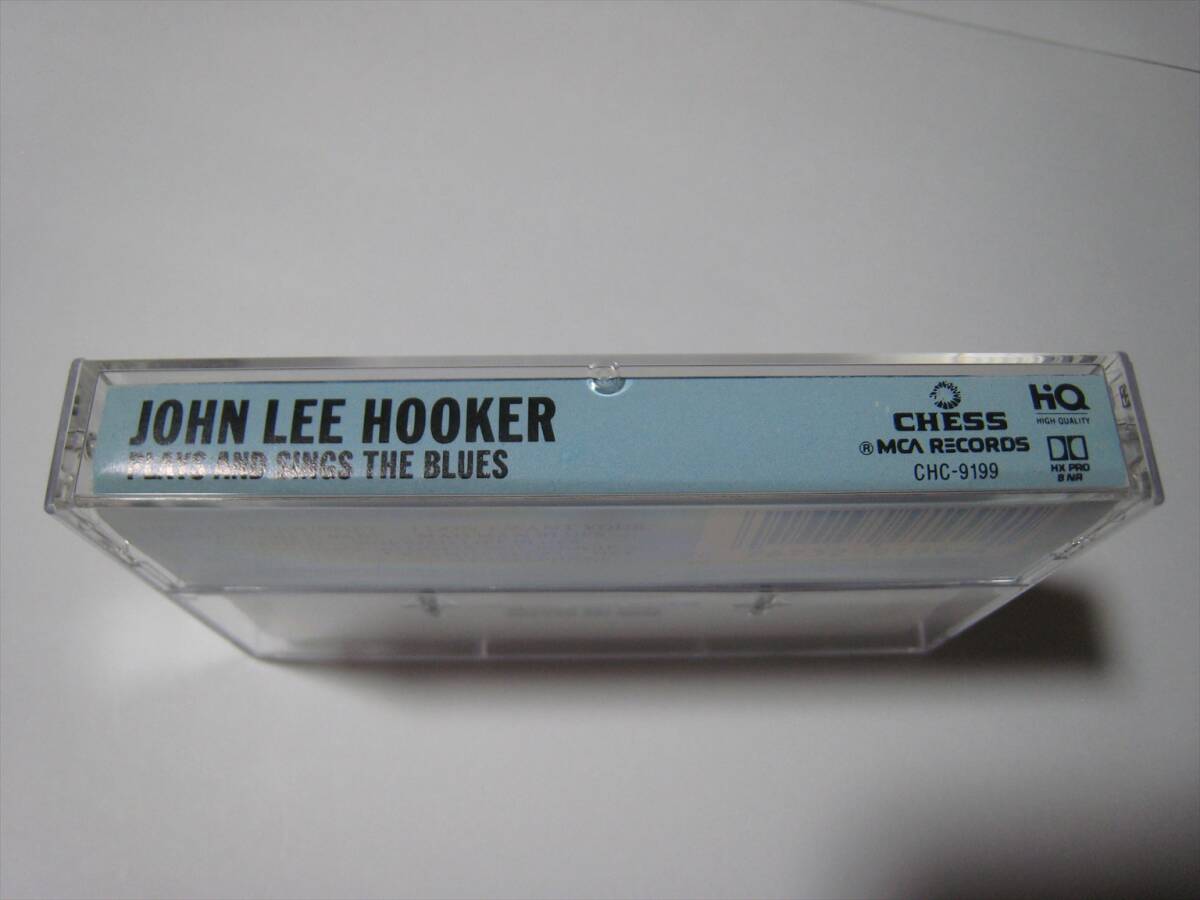 JOHN LEE HOOKER
PLAYS AND SINGS THE BLUES
CHESS
® MCA RECORDS
CHC-9199
HiQ
HIGH QUALITY
HX PRO
B NR